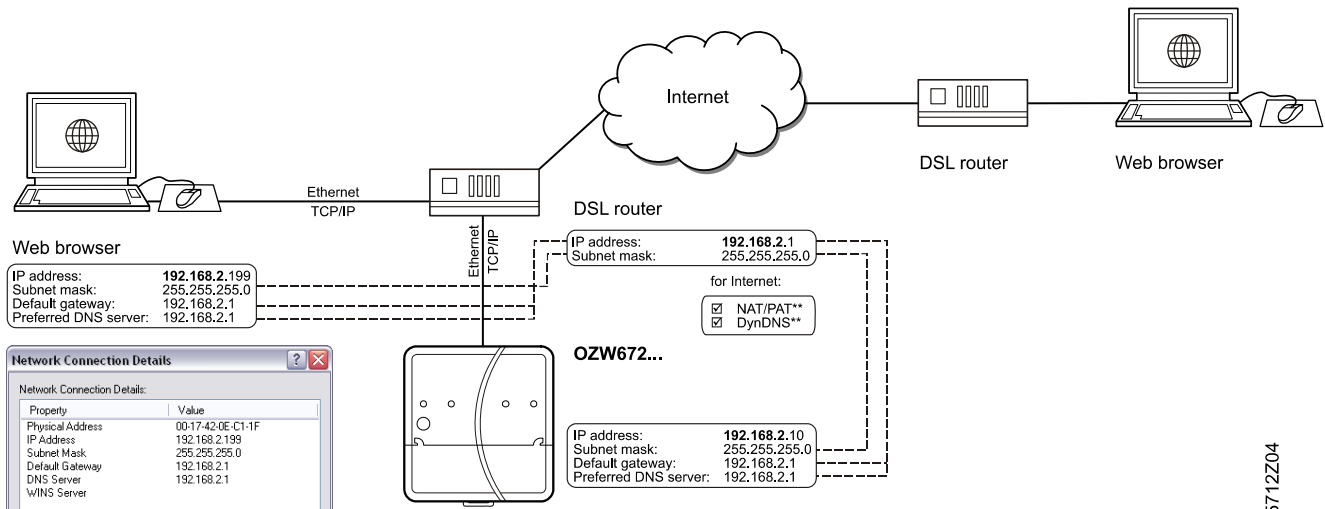 Internet
DSL router
Web browser
Ethernet
TCP/IP
DSL router
Web browser
IP address: 192.168.2.199
Subnet mask: 255.255.255.0
Default gateway: 192.168.2.1
Preferred DNS server: 192.168.2.1
Ethernet
TCP/IP
IP address: 192.168.2.1
Subnet mask: 255.255.255.0
for Internet:
☑ NAT/PAT**
☑ DynDNS**
OZW672...
IP address: 192.168.2.10
Subnet mask: 255.255.255.0
Default gateway: 192.168.2.1
Preferred DNS server: 192.168.2.1
Network Connection Details
Network Connection Details:
Property Value
Physical Address 00-17-42-0E-C1-1F
IP Address 192.168.2.199
Subnet Mask 255.255.255.0
Default Gateway 192.168.2.1
DNS Server 192.168.2.1
WINS Server
5712Z04